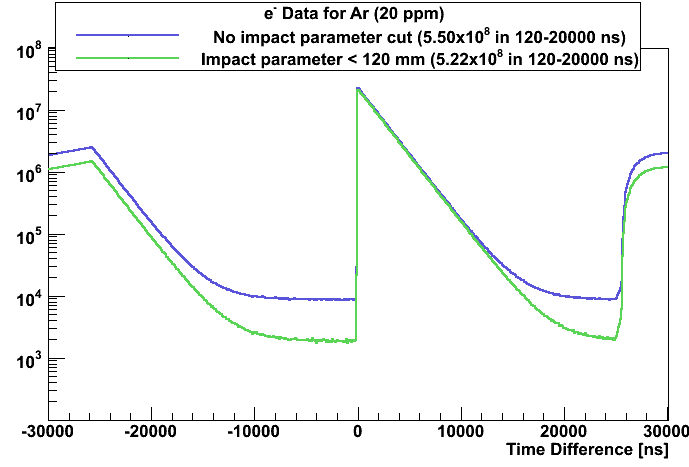 e⁻ Data for Ar (20 ppm)
No impact parameter cut (5.50x10⁸ in 120-20000 ns)
Impact parameter < 120 mm (5.22x10⁸ in 120-20000 ns)
10⁸
10⁷
10⁶
10⁵
10⁴
10³
-30000 -20000 -10000 0 10000 20000 30000
Time Difference [ns]